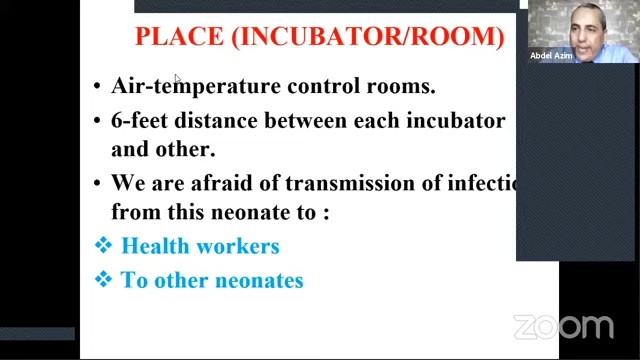 PLACE (INCUBATOR/ROOM)
Abdel Azim
• Air-temperature control rooms.
• 6-feet distance between each incubator
and other.
• We are afraid of transmission of infectio
from this neonate to :
❖ Health workers
❖ To other neonates
zoom